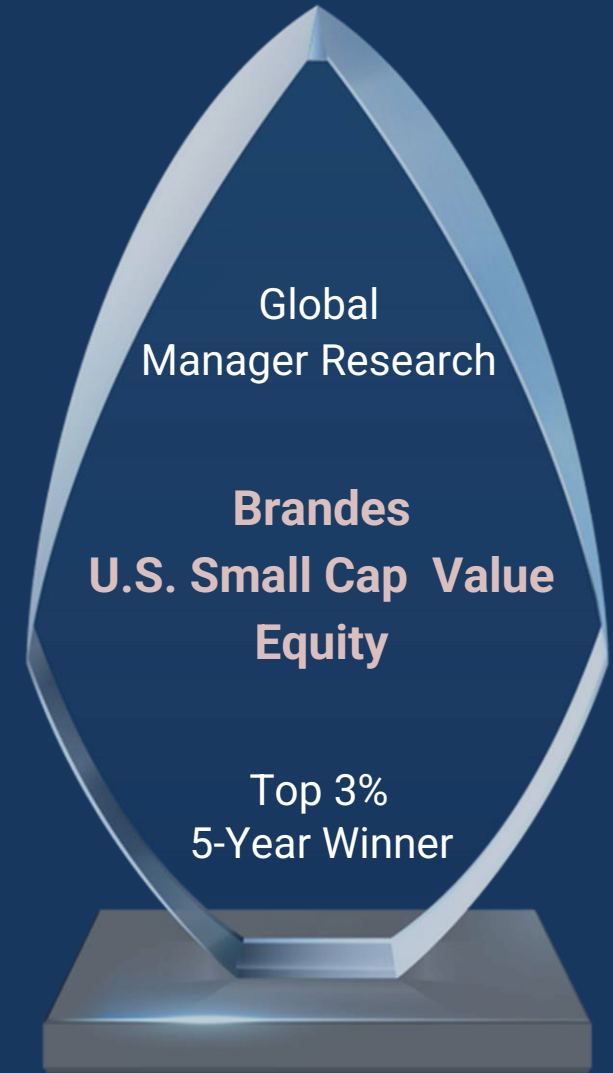 Global
Manager Research
Brandes
U.S. Small Cap  Value
Equity
Top 3%
5-Year Winner